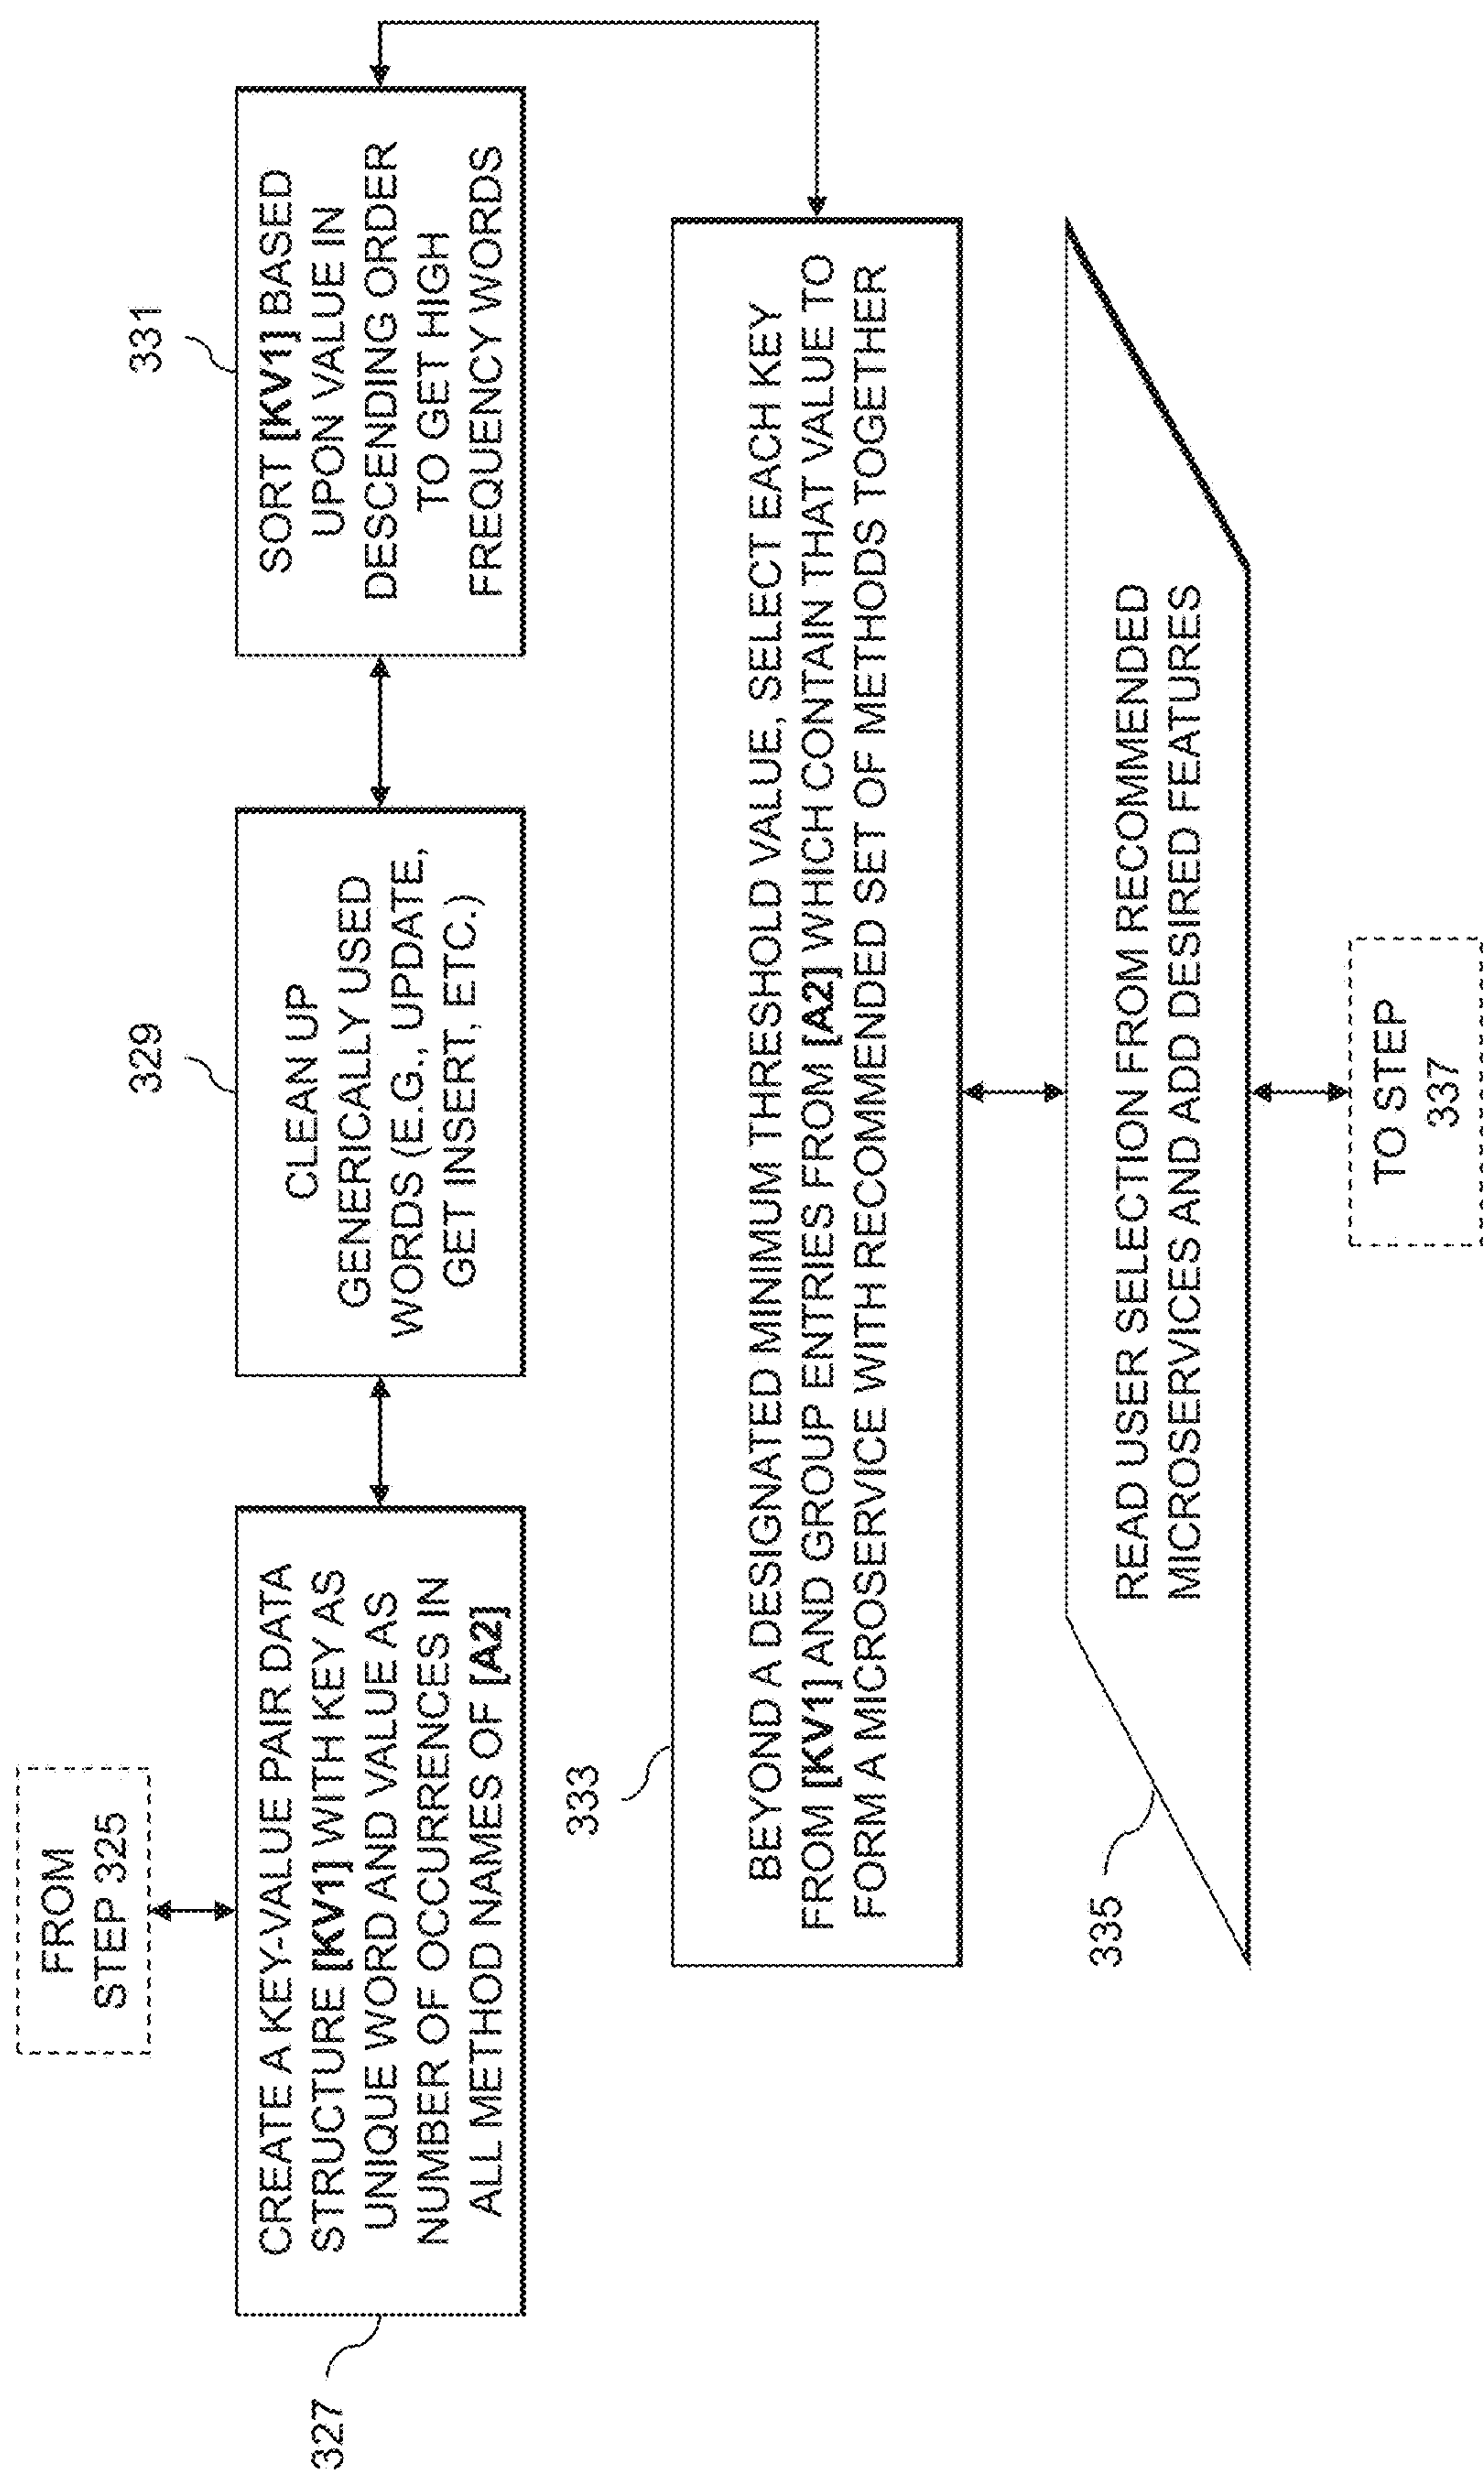 FROM
STEP 325
327
CREATE A KEY-VALUE PAIR DATA
STRUCTURE [KV1] WITH KEY AS
UNIQUE WORD AND VALUE AS
NUMBER OF OCCURRENCES IN
ALL METHOD NAMES OF [A2]
329
CLEAN UP
GENERICALLY USED
WORDS (E.G., UPDATE,
GET INSERT, ETC.)
331
SORT [KV1] BASED
UPON VALUE IN
DESCENDING ORDER
TO GET HIGH
FREQUENCY WORDS
333
BEYOND A DESIGNATED MINIMUM THRESHOLD VALUE, SELECT EACH KEY
FROM [KV1] AND GROUP ENTRIES FROM [A2] WHICH CONTAIN THAT VALUE TO
FORM A MICROSERVICE WITH RECOMMENDED SET OF METHODS TOGETHER
335
READ USER SELECTION FROM RECOMMENDED
MICROSERVICES AND ADD DESIRED FEATURES
TO STEP
337